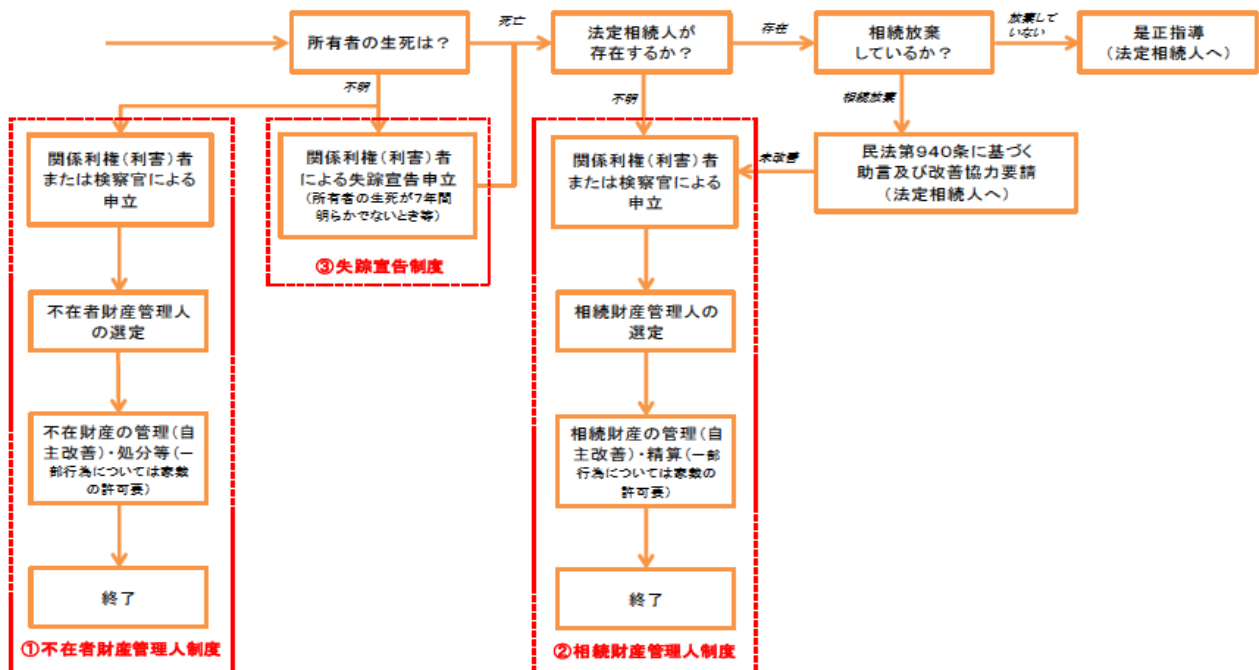 所有者の生死は?
死亡
法定相続人が
存在するか?
存在
相続放棄
しているか?
放棄して
いない
是正指導
(法定相続人へ)
不明
不明
相続放棄
関係利権(利害)者
または検察官による
申立
関係利権(利害)者
による失踪宣告申立
(所有者の生死が7年間
明らかでないとき等)
③失踪宣告制度
関係利権(利害)者
または検察官による
申立
未改善
民法第940条に基づく
助言及び改善協力要請
(法定相続人へ)
不在者財産管理人
の選定
相続財産管理人の
選定
不在財産の管理(自
主改善)・処分等(一
部行為については家裁
の許可要)
相続財産の管理(自
主改善)・精算(一部
行為については家裁の
許可要)
終了
終了
①不在者財産管理人制度
②相続財産管理人制度